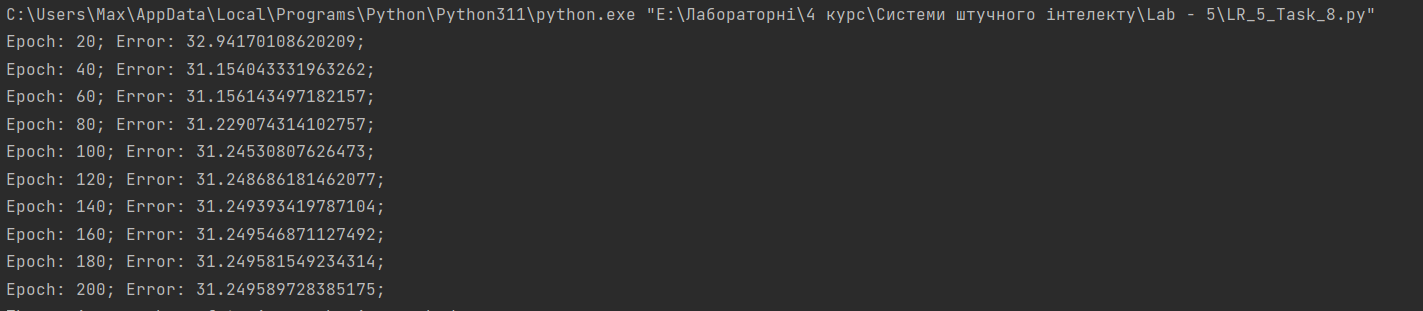 C:\Users\Max\AppData\Local\Programs\Python\Python311\python.exe "E:\Лабораторні\4 курс\Системи штучного інтелекту\Lab - 5\LR_5_Task_8.py"
Epoch: 20; Error: 32.94170108620209;
Epoch: 40; Error: 31.154043331963262;
Epoch: 60; Error: 31.156143497182157;
Epoch: 80; Error: 31.229074314102757;
Epoch: 100; Error: 31.24530807626473;
Epoch: 120; Error: 31.248686181462077;
Epoch: 140; Error: 31.249393419787104;
Epoch: 160; Error: 31.249546871127492;
Epoch: 180; Error: 31.249581549234314;
Epoch: 200; Error: 31.249589728385175;